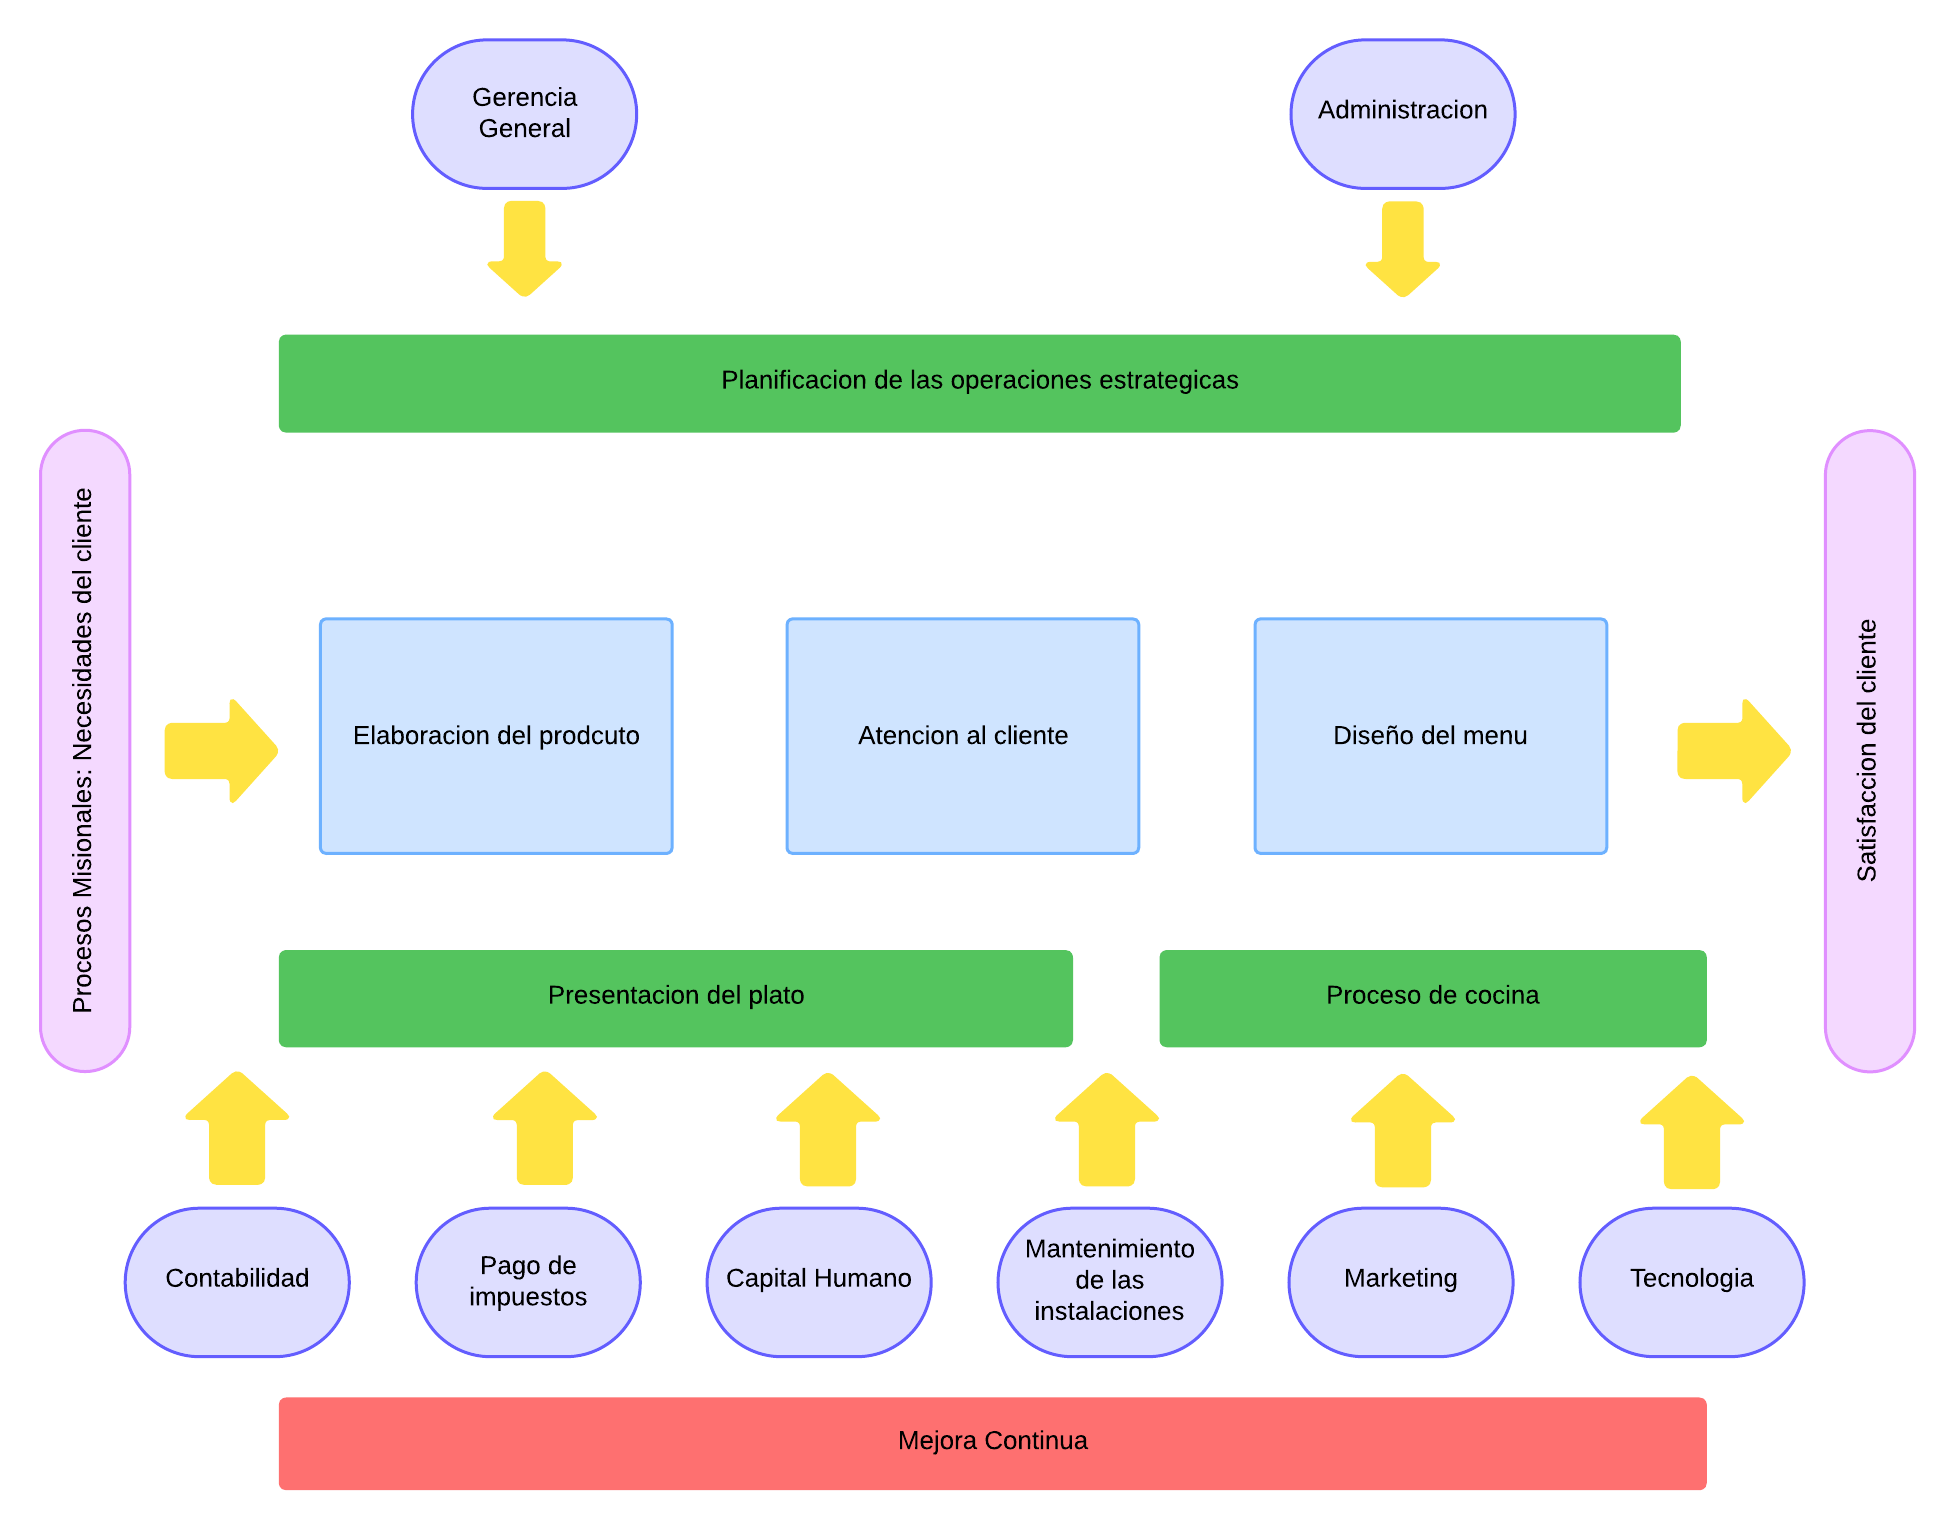 Gerencia
General
Administracion
Planificacion de las operaciones estrategicas
Procesos Misionales: Necesidades del cliente
Elaboracion del prodcuto
Atencion al cliente
Diseño del menu
Satisfaccion del cliente
Presentacion del plato
Proceso de cocina
Contabilidad
Pago de
impuestos
Capital Humano
Mantenimiento
de las
instalaciones
Marketing
Tecnologia
Mejora Continua